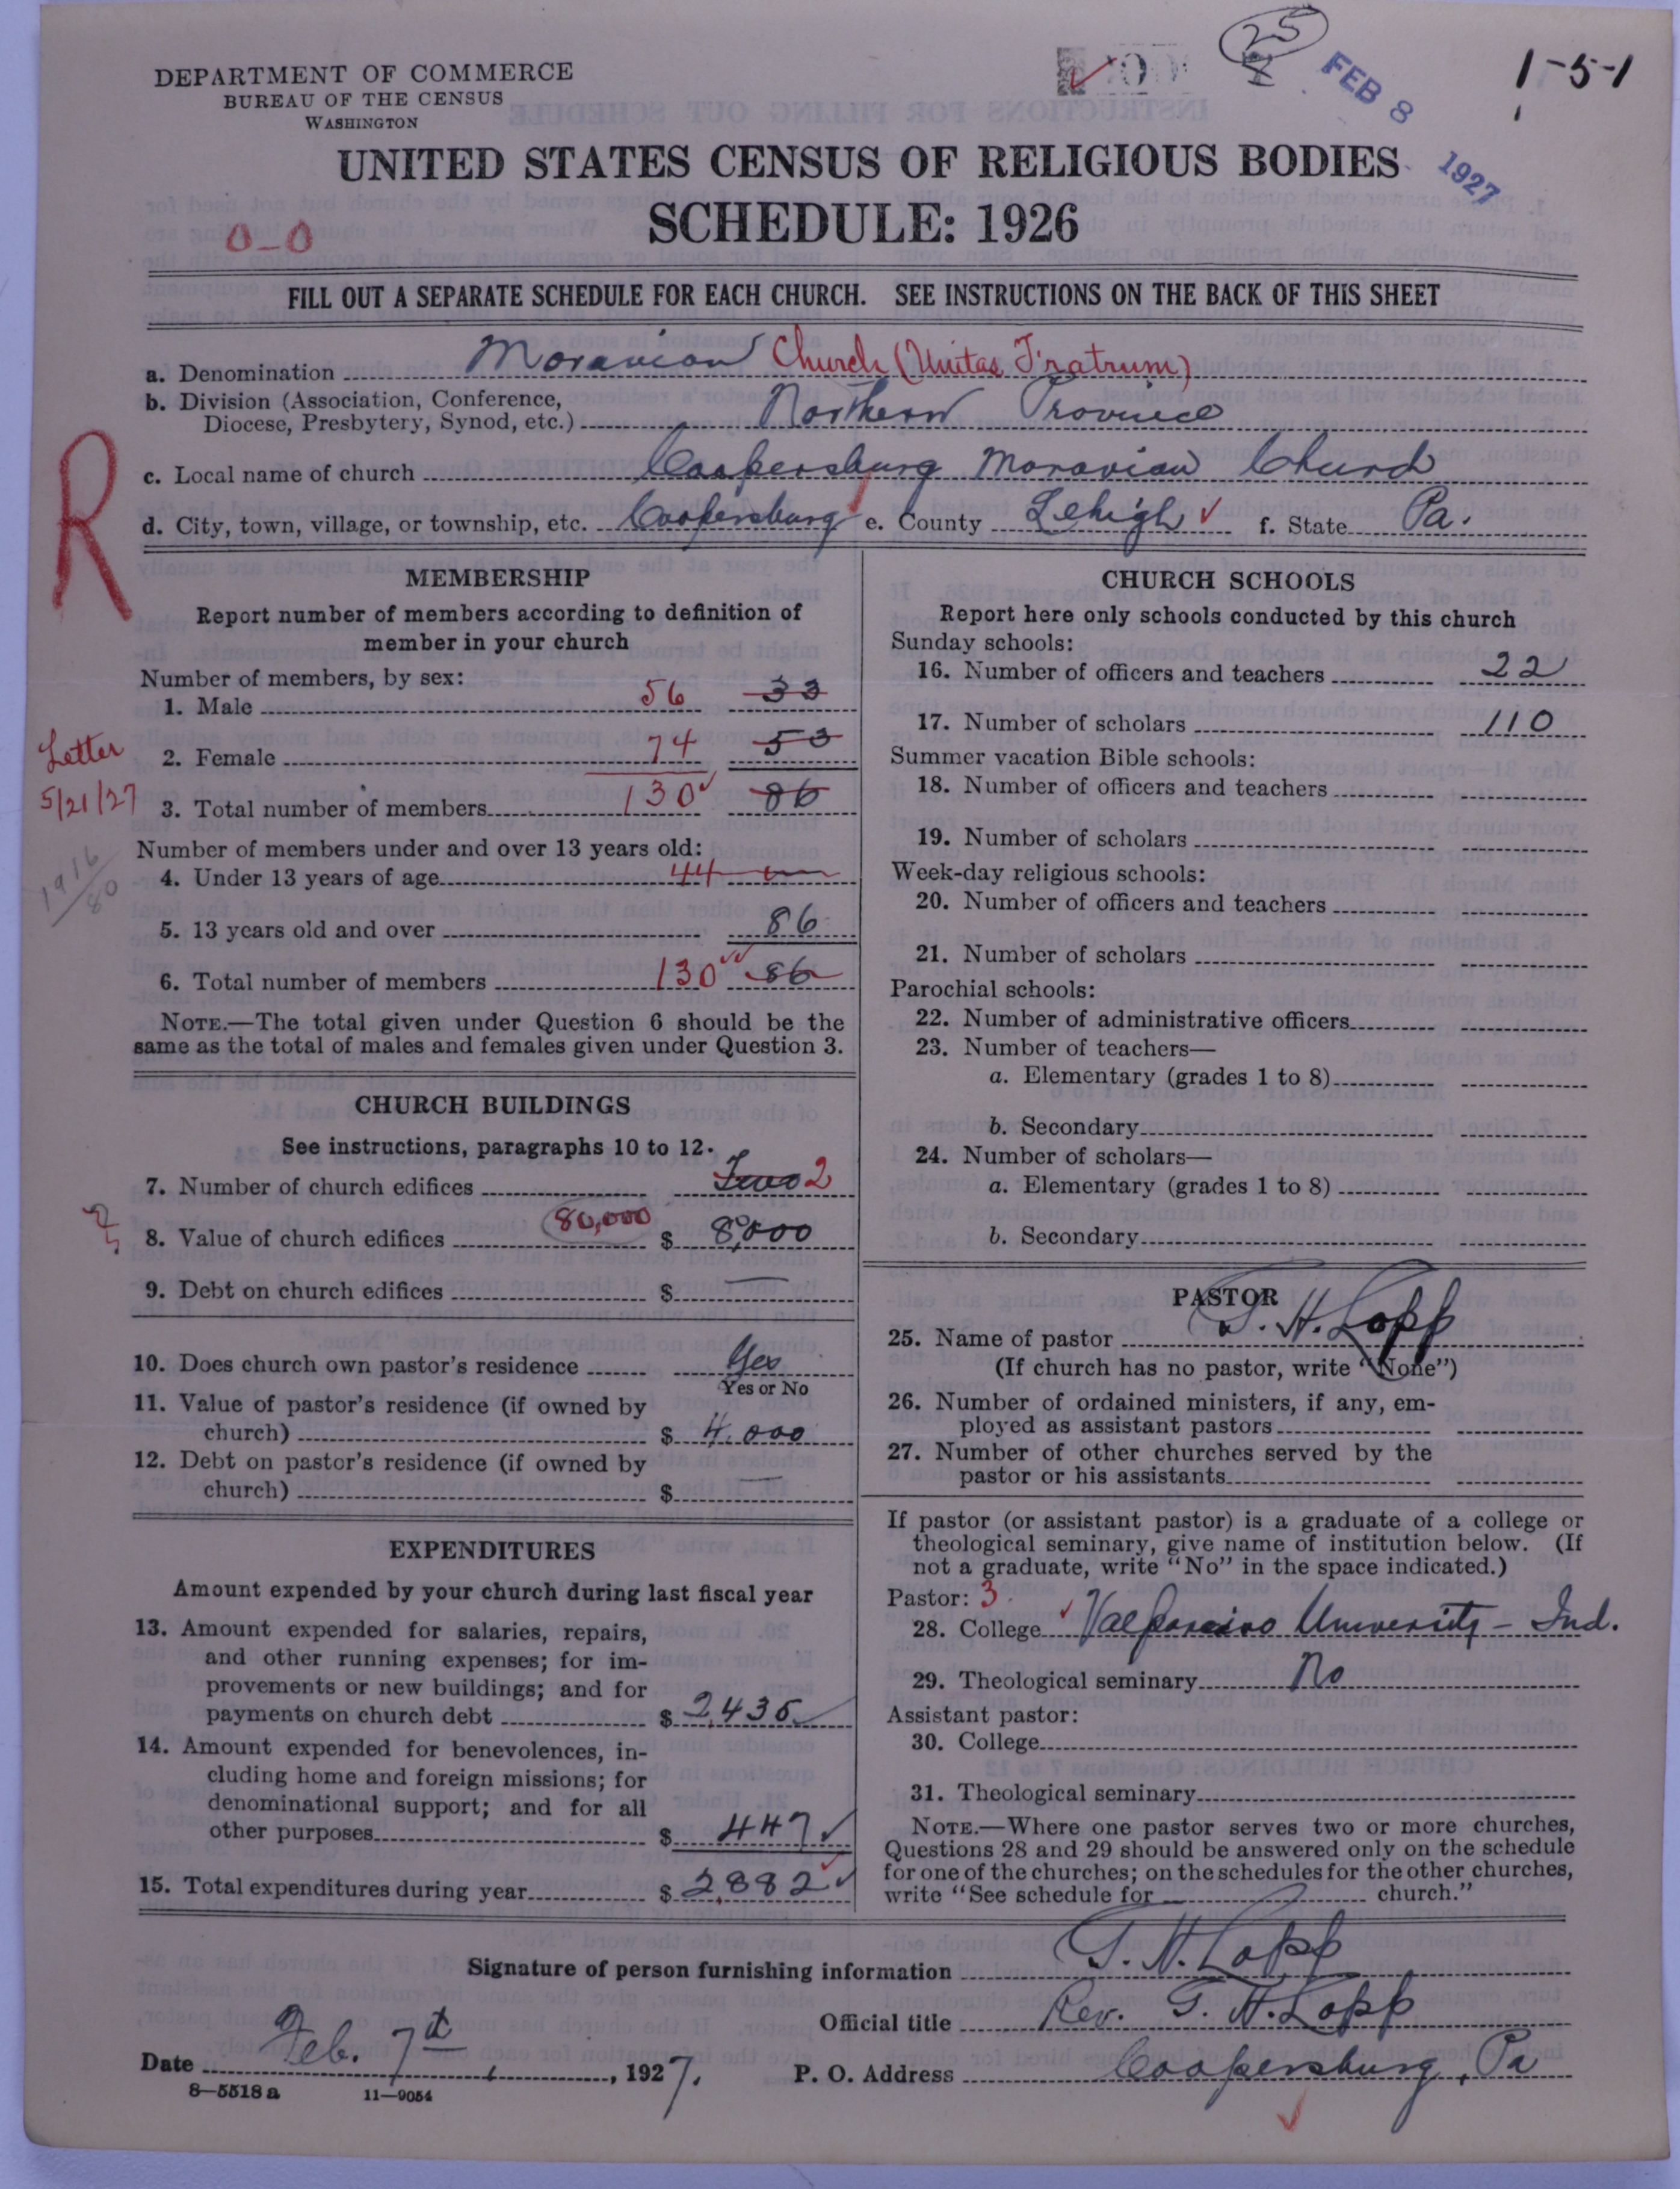 25
FEB 8 1927
1-5-1
DEPARTMENT OF COMMERCE
BUREAU OF THE CENSUS
WASHINGTON
UNITED STATES CENSUS OF RELIGIOUS BODIES
SCHEDULE: 1926
0-0
FILL OUT A SEPARATE SCHEDULE FOR EACH CHURCH. SEE INSTRUCTIONS ON THE BACK OF THIS SHEET
a. Denomination Moravian Church (Unitas Fratrum)
b. Division (Association, Conference,
Diocese, Presbytery, Synod, etc.) Northern Province
R
c. Local name of church Coopersburg Moravian Church
d. City, town, village, or township, etc. Coopersburg e. County Lehigh ✓ f. State Pa.
MEMBERSHIP
Report number of members according to definition of
member in your church
Number of members, by sex:
1. Male 56 33
2. Female 74 53
Letter
5/21/27
3. Total number of members 130 ✓ 86
1916
80
Number of members under and over 13 years old:
4. Under 13 years of age 44
5. 13 years old and over 86
6. Total number of members 130 ✓✓ 86
NOTE.—The total given under Question 6 should be the
same as the total of males and females given under Question 3.
CHURCH BUILDINGS
See instructions, paragraphs 10 to 12.
7. Number of church edifices Two 2
8. Value of church edifices 80,000 $ 8,000
9. Debt on church edifices $ —
10. Does church own pastor's residence Yes
Yes or No
11. Value of pastor's residence (if owned by
church) $ 4,000
12. Debt on pastor's residence (if owned by
church) $ —
EXPENDITURES
Amount expended by your church during last fiscal year
13. Amount expended for salaries, repairs,
and other running expenses; for im-
provements or new buildings; and for
payments on church debt $ 2,435
14. Amount expended for benevolences, in-
cluding home and foreign missions; for
denominational support; and for all
other purposes $ 447 ✓
15. Total expenditures during year $ 2,882 ✓
CHURCH SCHOOLS
Report here only schools conducted by this church
Sunday schools:
16. Number of officers and teachers 22
17. Number of scholars 110
Summer vacation Bible schools:
18. Number of officers and teachers
19. Number of scholars
Week-day religious schools:
20. Number of officers and teachers
21. Number of scholars
Parochial schools:
22. Number of administrative officers
23. Number of teachers—
a. Elementary (grades 1 to 8)
b. Secondary
24. Number of scholars—
a. Elementary (grades 1 to 8)
b. Secondary
PASTOR
25. Name of pastor G. H. Lopp
(If church has no pastor, write "None")
26. Number of ordained ministers, if any, em-
ployed as assistant pastors
27. Number of other churches served by the
pastor or his assistants
If pastor (or assistant pastor) is a graduate of a college or
theological seminary, give name of institution below. (If
not a graduate, write "No" in the space indicated.)
Pastor: 3
28. College ✓ Valparaiso University - Ind.
29. Theological seminary No
Assistant pastor:
30. College
31. Theological seminary
NOTE.—Where one pastor serves two or more churches,
Questions 28 and 29 should be answered only on the schedule
for one of the churches; on the schedules for the other churches,
write "See schedule for church."
Signature of person furnishing information G. H. Lopp
Official title Rev. G. H. Lopp
Date Feb. 7th, 1927. P. O. Address Coopersburg, Pa
8—5518 a 11—9054